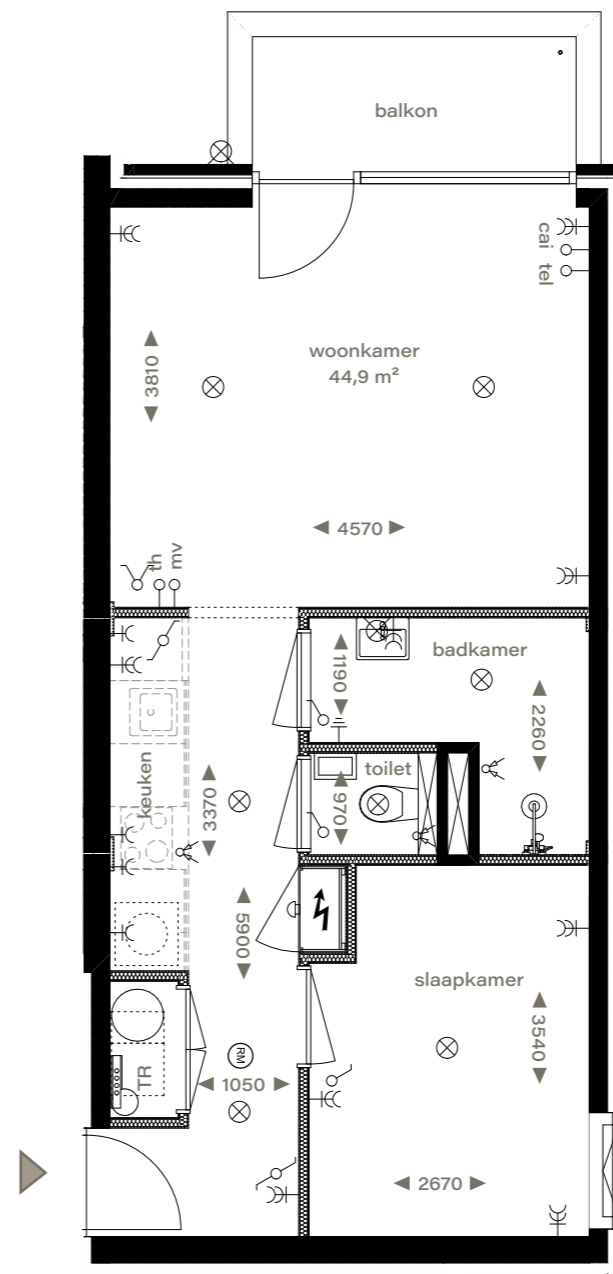 balkon
cai
tel
woonkamer
44,9 m²
3810
4570
th
mv
badkamer
1190
2260
keuken
3370
toilet
970
5900
slaapkamer
3540
TR
RM
1050
2670